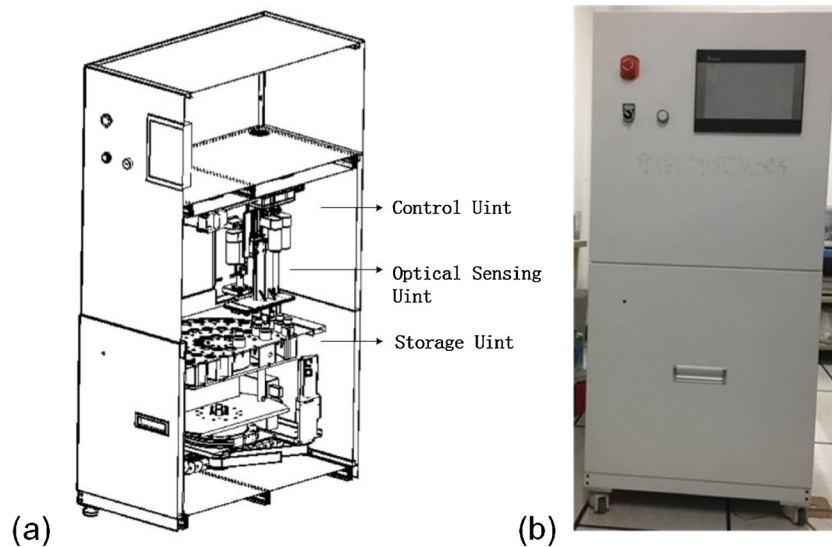 Control Uint
Optical Sensing
Uint
Storage Uint
(a)
(b)